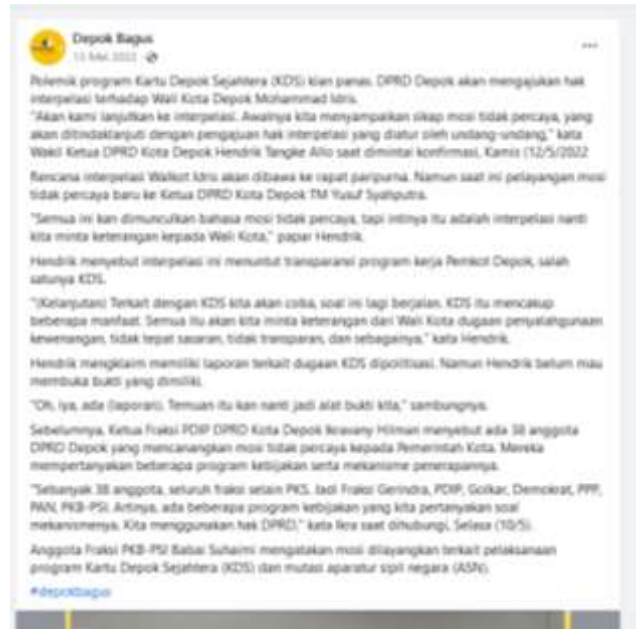 Depok Bagus
13 Mei 2022
Polemik program Kartu Depok Sejahtera (KDS) kian panas. DPRD Depok akan mengajukan hak
interpelasi terhadap Wali Kota Depok Mohammad Idris.
"Akan kami lanjutkan ke interpelasi. Awalnya kita menyampaikan sikap mosi tidak percaya, yang
akan ditindaklanjuti dengan pengajuan hak interpelasi yang diatur oleh undang-undang," kata
Wakil Ketua DPRD Kota Depok Hendrik Tangke Allo saat dimintai konfirmasi, Kamis (12/5/2022
Rencana interpelasi Walkot Idris akan dibawa ke rapat paripurna. Namun saat ini pelayangan mosi
tidak percaya baru ke Ketua DPRD Kota Depok TM Yusuf Syahputra.
"Semua ini kan dimunculkan bahasa mosi tidak percaya, tapi intinya itu adalah interpelasi nanti
kita minta keterangan kepada Wali Kota," papar Hendrik.
Hendrik menyebut interpelasi ini menuntut transparansi program kerja Pemkot Depok, salah
satunya KDS.
"(Kelanjutan) Terkait dengan KDS kita akan coba, soal ini lagi berjalan. KDS itu mencakup
beberapa manfaat. Semua itu akan kita minta keterangan dari Wali Kota dugaan penyalahgunaan
kewenangan, tidak tepat sasaran, tidak transparan, dan sebagainya," kata Hendrik.
Hendrik mengklaim memiliki laporan terkait dugaan KDS dipolitisasi. Namun Hendrik belum mau
membuka bukti yang dimiliki.
"Oh, iya, ada (laporan). Temuan itu kan nanti jadi alat bukti kita," sambungnya.
Sebelumnya, Ketua Fraksi PDIP DPRD Kota Depok Ikravany Hilman menyebut ada 38 anggota
DPRD Depok yang mencanangkan mosi tidak percaya kepada Pemerintah Kota. Mereka
mempertanyakan beberapa program kebijakan serta mekanisme penerapannya.
"Sebanyak 38 anggota, seluruh fraksi selain PKS. Jadi Fraksi Gerindra, PDIP, Golkar, Demokrat, PPP,
PAN, PKB-PSI. Artinya, ada beberapa program kebijakan yang kita pertanyakan soal
mekanismenya. Kita menggunakan hak DPRD," kata Ikra saat dihubungi, Selasa (10/5).
Anggota Fraksi PKB-PSI Babai Suhaimi mengatakan mosi dilayangkan terkait pelaksanaan
program Kartu Depok Sejahtera (KDS) dan mutasi aparatur sipil negara (ASN).
#depokbagus